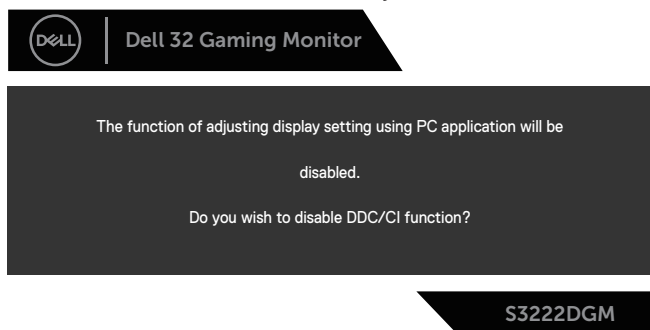 DELL
Dell 32 Gaming Monitor
The function of adjusting display setting using PC application will be
disabled.
Do you wish to disable DDC/CI function?
S3222DGM